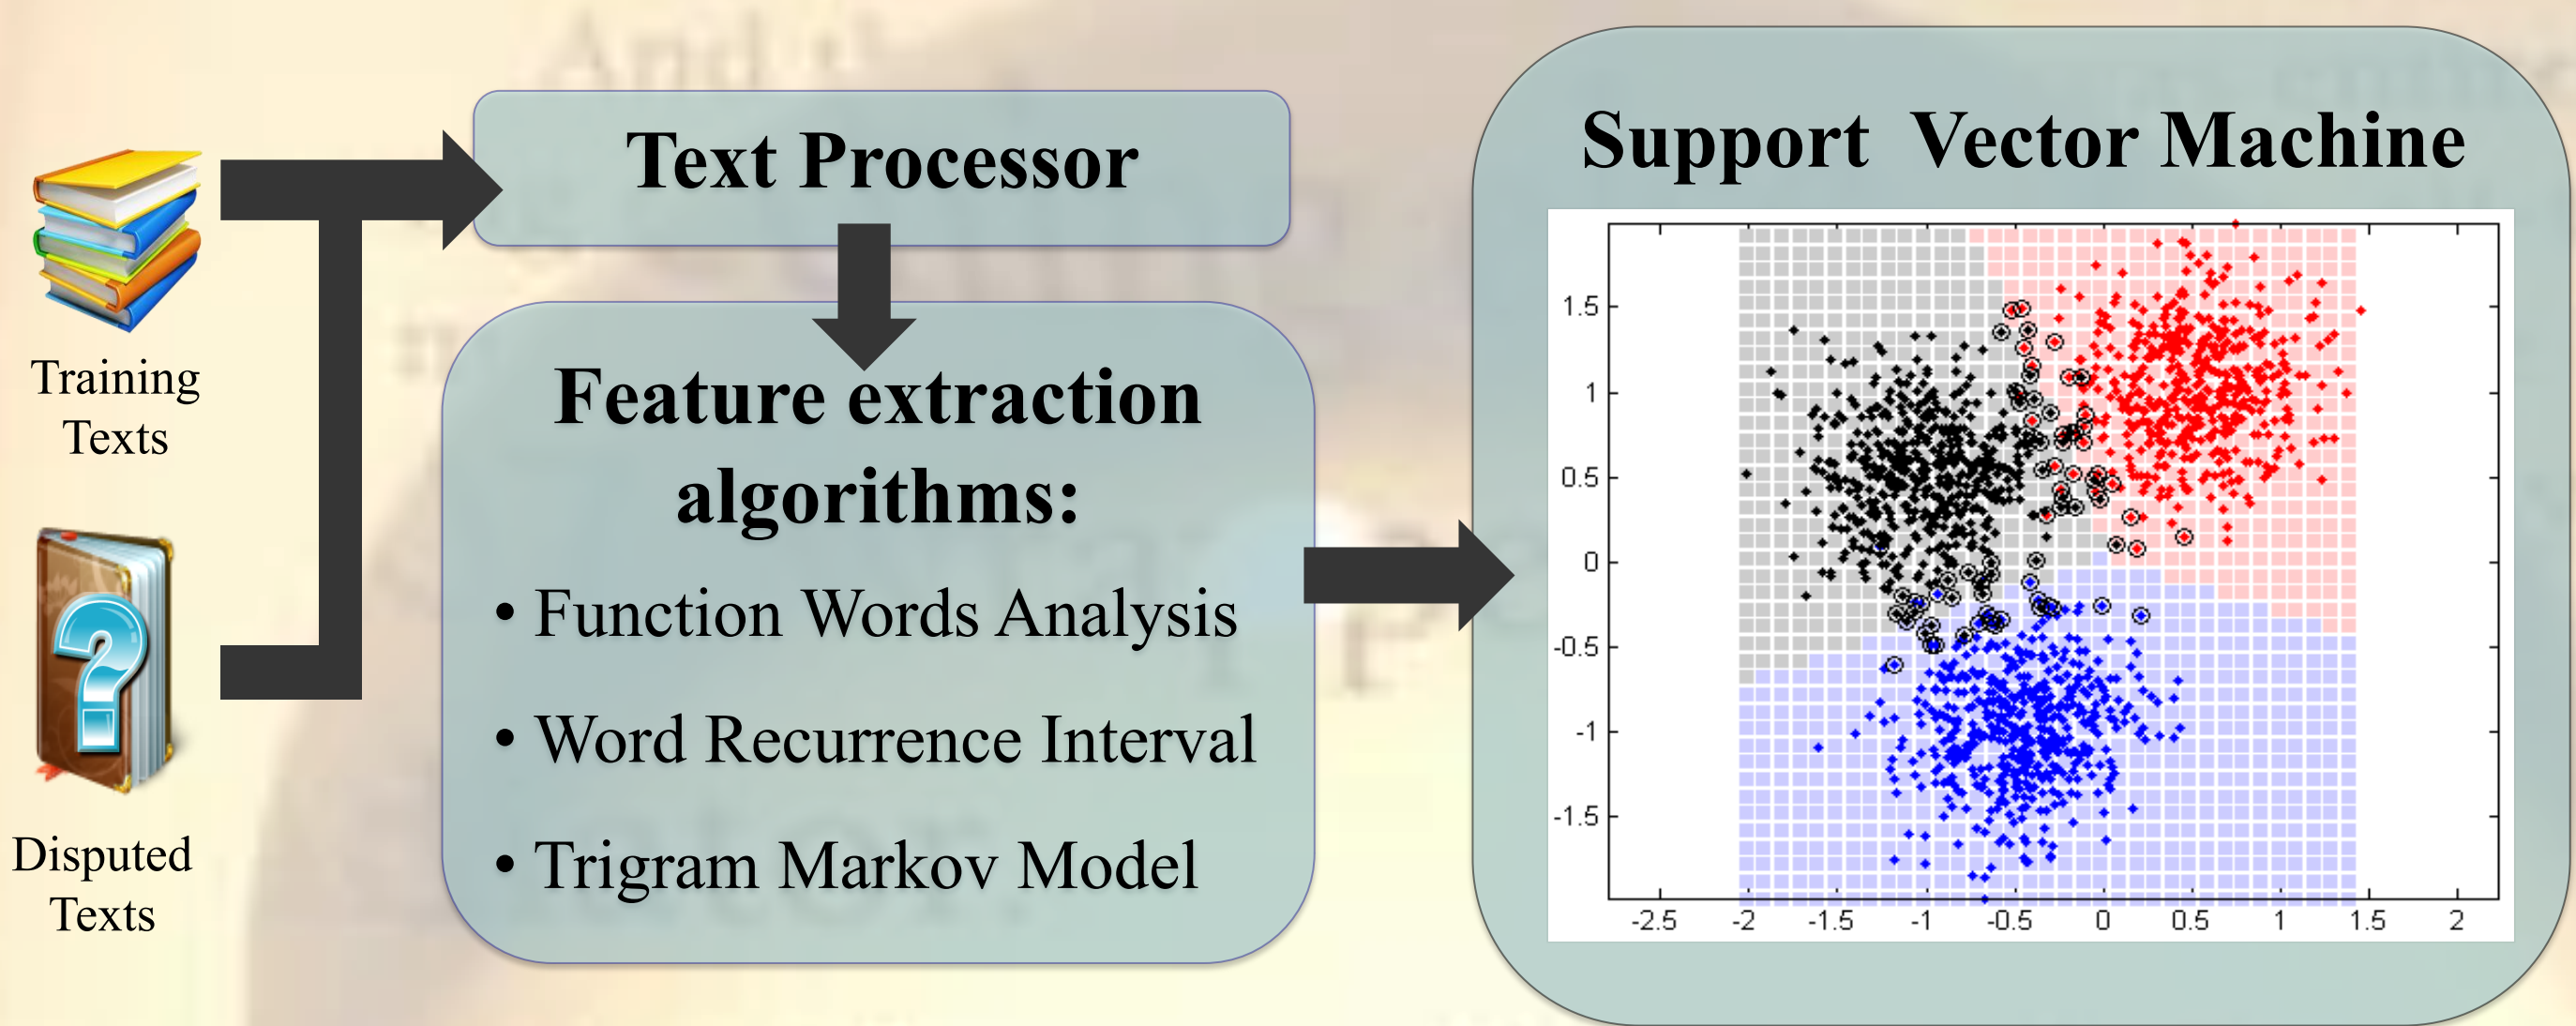 Training
Texts
Disputed
Texts
Text Processor
Feature extraction
algorithms:
• Function Words Analysis
• Word Recurrence Interval
• Trigram Markov Model
Support Vector Machine
1.5
1
0.5
0
-0.5
-1
-1.5
-2.5 -2 -1.5 -1 -0.5 0 0.5 1 1.5 2